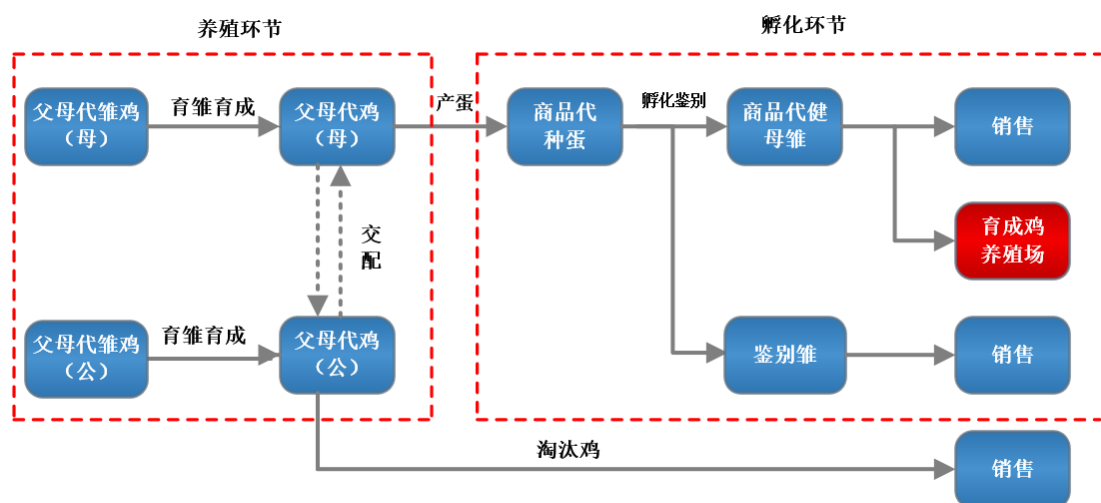 养殖环节
孵化环节
父母代雏鸡
（母）
育雏育成
父母代鸡
（母）
产蛋
商品代
种蛋
孵化鉴别
商品代健
母雏
销售
交
配
育成鸡
养殖场
父母代雏鸡
（公）
育雏育成
父母代鸡
（公）
鉴别雏
销售
淘汰鸡
销售